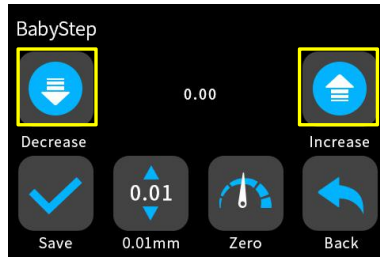 BabyStep
0.00
Decrease
Increase
0.01
Save
0.01mm
Zero
Back